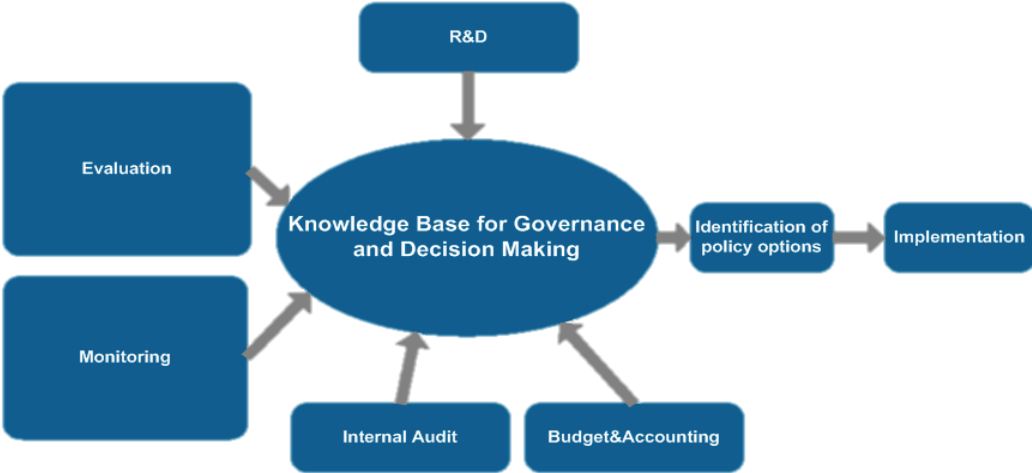 R&D
Evaluation
Knowledge Base for Governance
and Decision Making
Identification of
policy options
Implementation
Monitoring
Internal Audit
Budget&Accounting